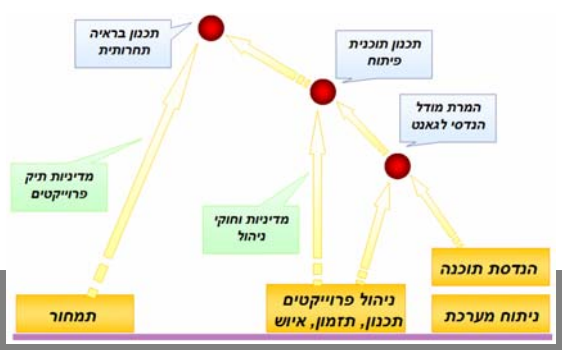 תכנון בראיה
תחרותית
תכנון תוכנית
פיתוח
המרת מודל
הנדסי לגאנט
מדיניות תיק
פרוייקטים
מדיניות וחוקי
ניהול
הנדסת תוכנה
ניתוח מערכת
ניהול פרוייקטים
תכנון, תזמון, איוש
תמחור